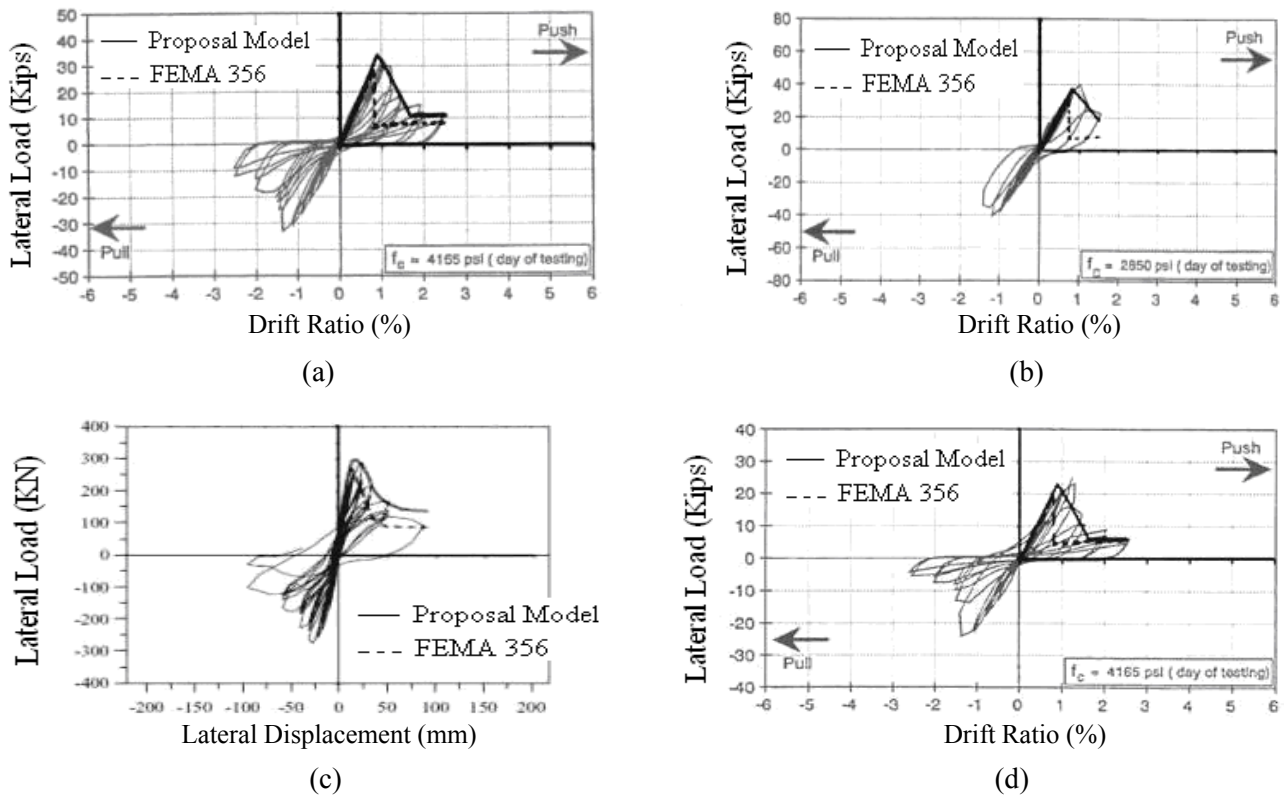 50
40
30
20
10
0
-10
-20
-30
-40
-50
Lateral Load (Kips)
Proposal Model
FEMA 356
Push
Pull
fc = 4165 psi ( day of testing)
-6 -5 -4 -3 -2 -1 0 1 2 3 4 5 6
Drift Ratio (%)
(a)
80
60
40
20
0
-20
-40
-60
-80
Lateral Load (Kips)
Proposal Model
FEMA 356
Push
Pull
fc = 2850 psi ( day of testing)
-6 -5 -4 -3 -2 -1 0 1 2 3 4 5 6
Drift Ratio (%)
(b)
400
300
200
100
0
-100
-200
-300
-400
Lateral Load (KN)
Proposal Model
FEMA 356
-200 -150 -100 -50 0 50 100 150 200
Lateral Displacement (mm)
(c)
40
30
20
10
0
-10
-20
-30
-40
Lateral Load (Kips)
Proposal Model
FEMA 356
Push
Pull
fc = 4165 psi ( day of testing)
-6 -5 -4 -3 -2 -1 0 1 2 3 4 5 6
Drift Ratio (%)
(d)